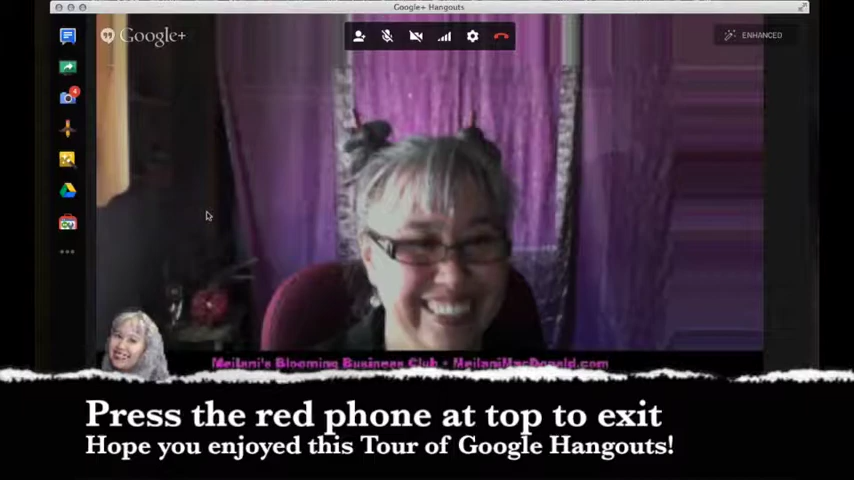 Google+ Hangouts
Google+
ENHANCED
4
Meilani's Blooming Business Club • MeilaniMacDonald.com
Press the red phone at top to exit
Hope you enjoyed this Tour of Google Hangouts!